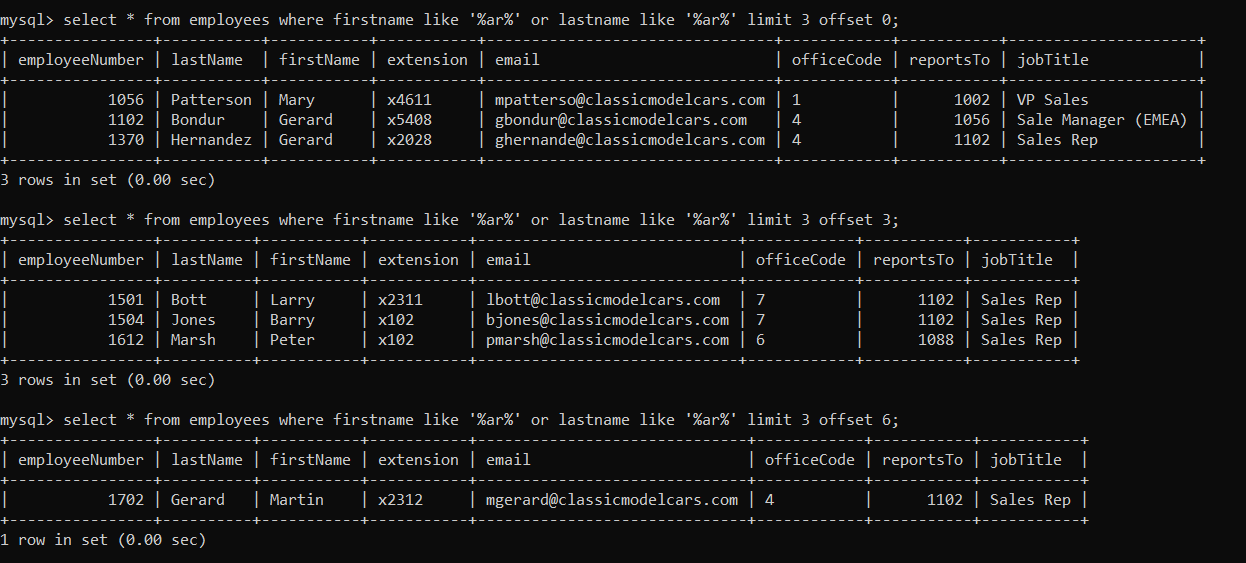 mysql> select * from employees where firstname like '%ar%' or lastname like '%ar%' limit 3 offset 0;
+----------------+-----------+-----------+-----------+--------------------------------+------------+-----------+---------------------+
| employeeNumber | lastName  | firstName | extension | email                          | officeCode | reportsTo | jobTitle            |
+----------------+-----------+-----------+-----------+--------------------------------+------------+-----------+---------------------+
|           1056 | Patterson | Mary      | x4611     | mpatterso@classicmodelcars.com | 1          |      1002 | VP Sales            |
|           1102 | Bondur    | Gerard    | x5408     | gbondur@classicmodelcars.com   | 4          |      1056 | Sale Manager (EMEA) |
|           1370 | Hernandez | Gerard    | x2028     | ghernande@classicmodelcars.com | 4          |      1102 | Sales Rep           |
+----------------+-----------+-----------+-----------+--------------------------------+------------+-----------+---------------------+
3 rows in set (0.00 sec)
mysql> select * from employees where firstname like '%ar%' or lastname like '%ar%' limit 3 offset 3;
+----------------+----------+-----------+-----------+-----------------------------+------------+-----------+-----------+
| employeeNumber | lastName | firstName | extension | email                       | officeCode | reportsTo | jobTitle  |
+----------------+----------+-----------+-----------+-----------------------------+------------+-----------+-----------+
|           1501 | Bott     | Larry     | x2311     | lbott@classicmodelcars.com  | 7          |      1102 | Sales Rep |
|           1504 | Jones    | Barry     | x102      | bjones@classicmodelcars.com | 7          |      1102 | Sales Rep |
|           1612 | Marsh    | Peter     | x102      | pmarsh@classicmodelcars.com | 6          |      1088 | Sales Rep |
+----------------+----------+-----------+-----------+-----------------------------+------------+-----------+-----------+
3 rows in set (0.00 sec)
mysql> select * from employees where firstname like '%ar%' or lastname like '%ar%' limit 3 offset 6;
+----------------+----------+-----------+-----------+------------------------------+------------+-----------+-----------+
| employeeNumber | lastName | firstName | extension | email                        | officeCode | reportsTo | jobTitle  |
+----------------+----------+-----------+-----------+------------------------------+------------+-----------+-----------+
|           1702 | Gerard   | Martin    | x2312     | mgerard@classicmodelcars.com | 4          |      1102 | Sales Rep |
+----------------+----------+-----------+-----------+------------------------------+------------+-----------+-----------+
1 row in set (0.00 sec)